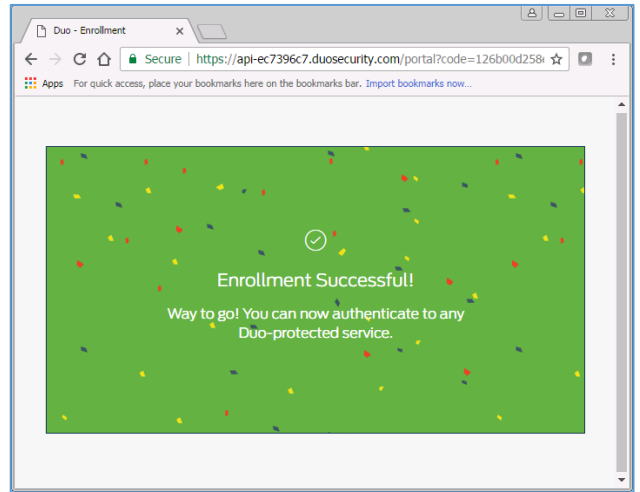 Duo - Enrollment
Secure | https://api-ec7396c7.duosecurity.com/portal?code=126b00d258
Apps For quick access, place your bookmarks here on the bookmarks bar. Import bookmarks now...
Enrollment Successful!
Way to go! You can now authenticate to any
Duo-protected service.